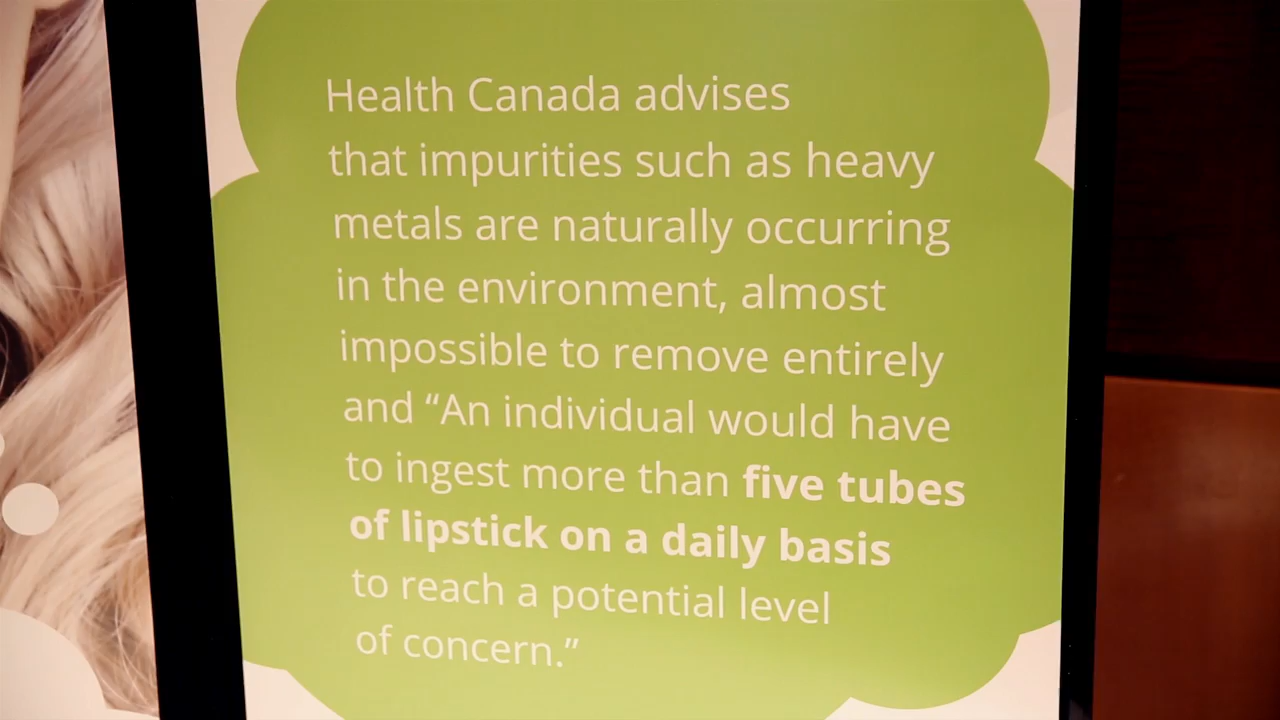 Health Canada advises
that impurities such as heavy
metals are naturally occurring
in the environment, almost
impossible to remove entirely
and “An individual would have
to ingest more than five tubes
of lipstick on a daily basis
to reach a potential level
of concern.”